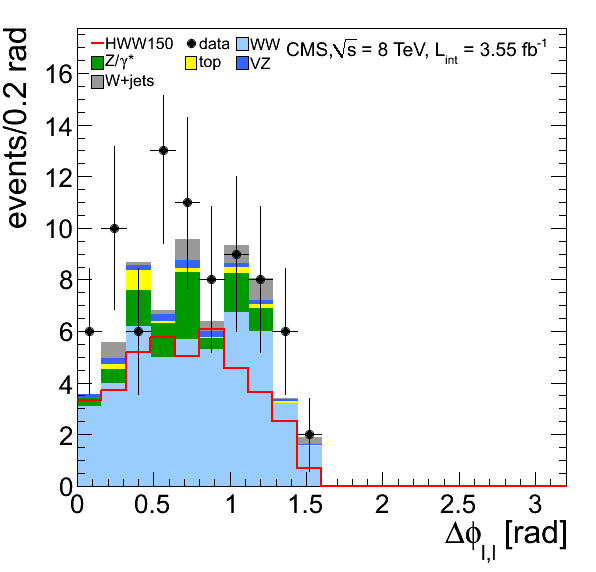 HWW150 data WW
Z/γ* top VZ
W+jets
CMS,√s = 8 TeV, L_int = 3.55 fb⁻¹
events/0.2 rad
16
14
12
10
8
6
4
2
0
0 0.5 1 1.5 2 2.5 3
Δϕ_l,l [rad]